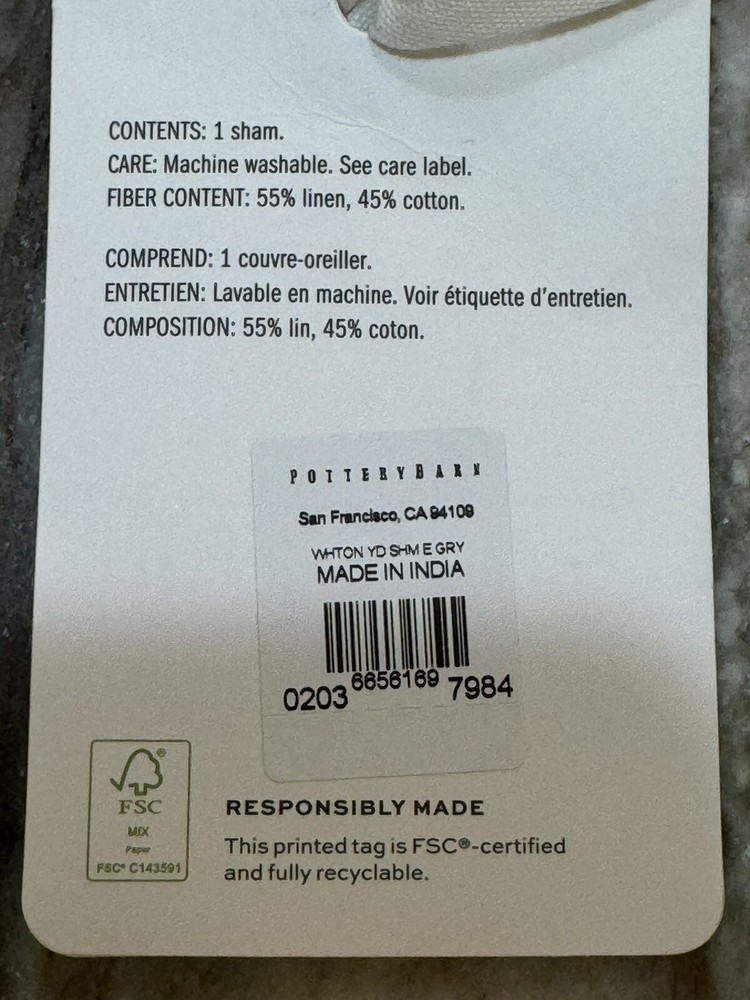 CONTENTS: 1 sham.
CARE: Machine washable. See care label.
FIBER CONTENT: 55% linen, 45% cotton.
COMPREND: 1 couvre-oreiller.
ENTRETIEN: Lavable en machine. Voir étiquette d'entretien.
COMPOSITION: 55% lin, 45% coton.
POTTERYBARN
San Francisco, CA 94109
WHTON YD SHM E GRY
MADE IN INDIA
0203 6656169 7984
FSC
MIX
Paper
FSC® C143591
RESPONSIBLY MADE
This printed tag is FSC®-certified
and fully recyclable.